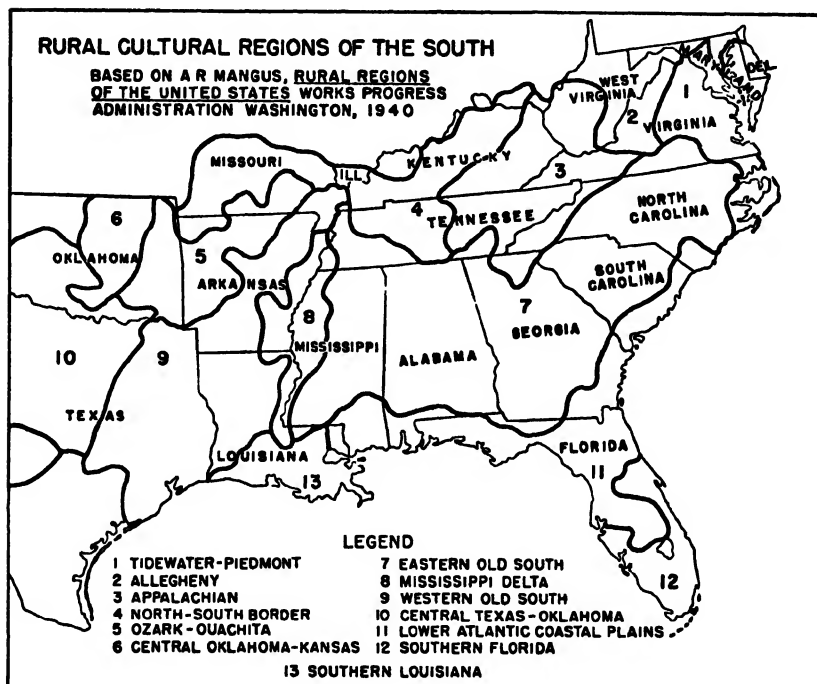 RURAL CULTURAL REGIONS OF THE SOUTH
BASED ON A R MANGUS, RURAL REGIONS
OF THE UNITED STATES WORKS PROGRESS
ADMINISTRATION WASHINGTON, 1940
MARYLAND
DEL.
WEST
VIRGINIA
1
2
VIRGINIA
MISSOURI
ILL.
KENTUCKY
3
6
4
TENNESSEE
NORTH
CAROLINA
OKLAHOMA
5
ARKANSAS
SOUTH
CAROLINA
7
8
GEORGIA
10
9
MISSISSIPPI
ALABAMA
TEXAS
LOUISIANA
FLORIDA
11
13
12
LEGEND
1 TIDEWATER-PIEDMONT
2 ALLEGHENY
3 APPALACHIAN
4 NORTH-SOUTH BORDER
5 OZARK-OUACHITA
6 CENTRAL OKLAHOMA-KANSAS
7 EASTERN OLD SOUTH
8 MISSISSIPPI DELTA
9 WESTERN OLD SOUTH
10 CENTRAL TEXAS-OKLAHOMA
11 LOWER ATLANTIC COASTAL PLAINS
12 SOUTHERN FLORIDA
13 SOUTHERN LOUISIANA